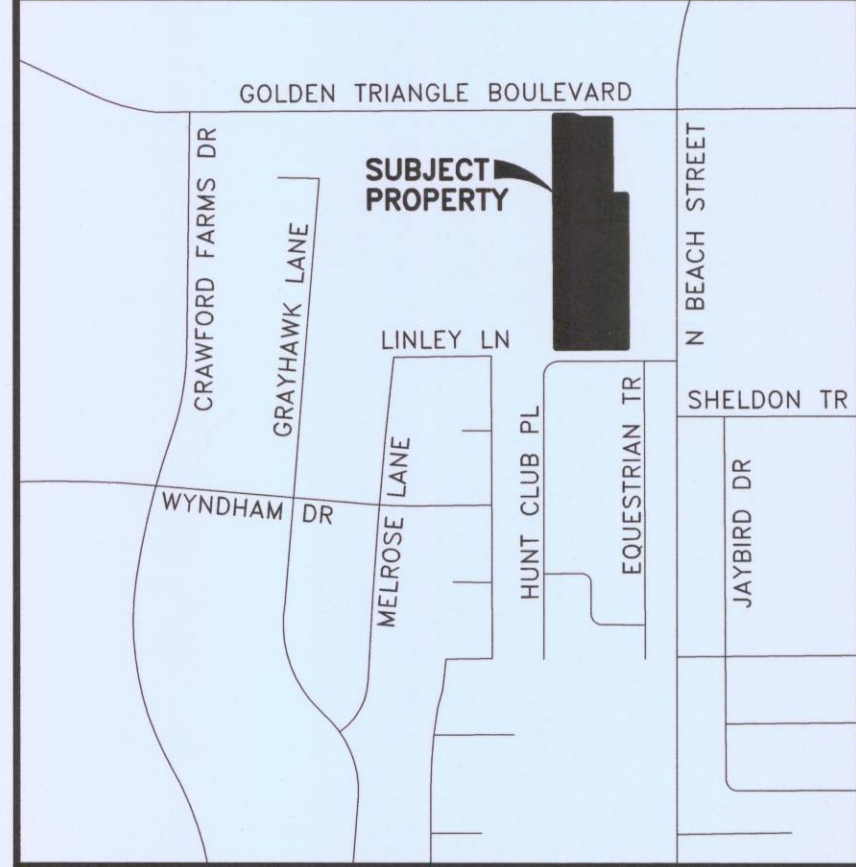 GOLDEN TRIANGLE BOULEVARD
CRAWFORD FARMS DR
GRAYHAWK LANE
SUBJECT
PROPERTY
N BEACH STREET
LINLEY LN
SHELDON TR
WYNDHAM DR
MELROSE LANE
HUNT CLUB PL
EQUESTRIAN TR
JAYBIRD DR